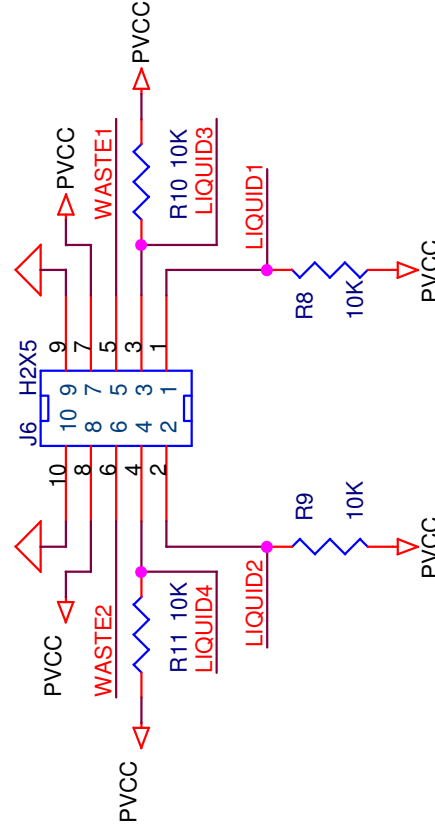 J6 H2X5
10 10 9 9
8 8 7 7
6 6 5 5
4 4 3 3
2 2 1 1
PVCC
PVCC
WASTE2
WASTE1
PVCC
R11 10K
LIQUID4
PVCC
R10 10K
LIQUID3
LIQUID2
LIQUID1
R9
10K
PVCC
R8
10K
PVCC